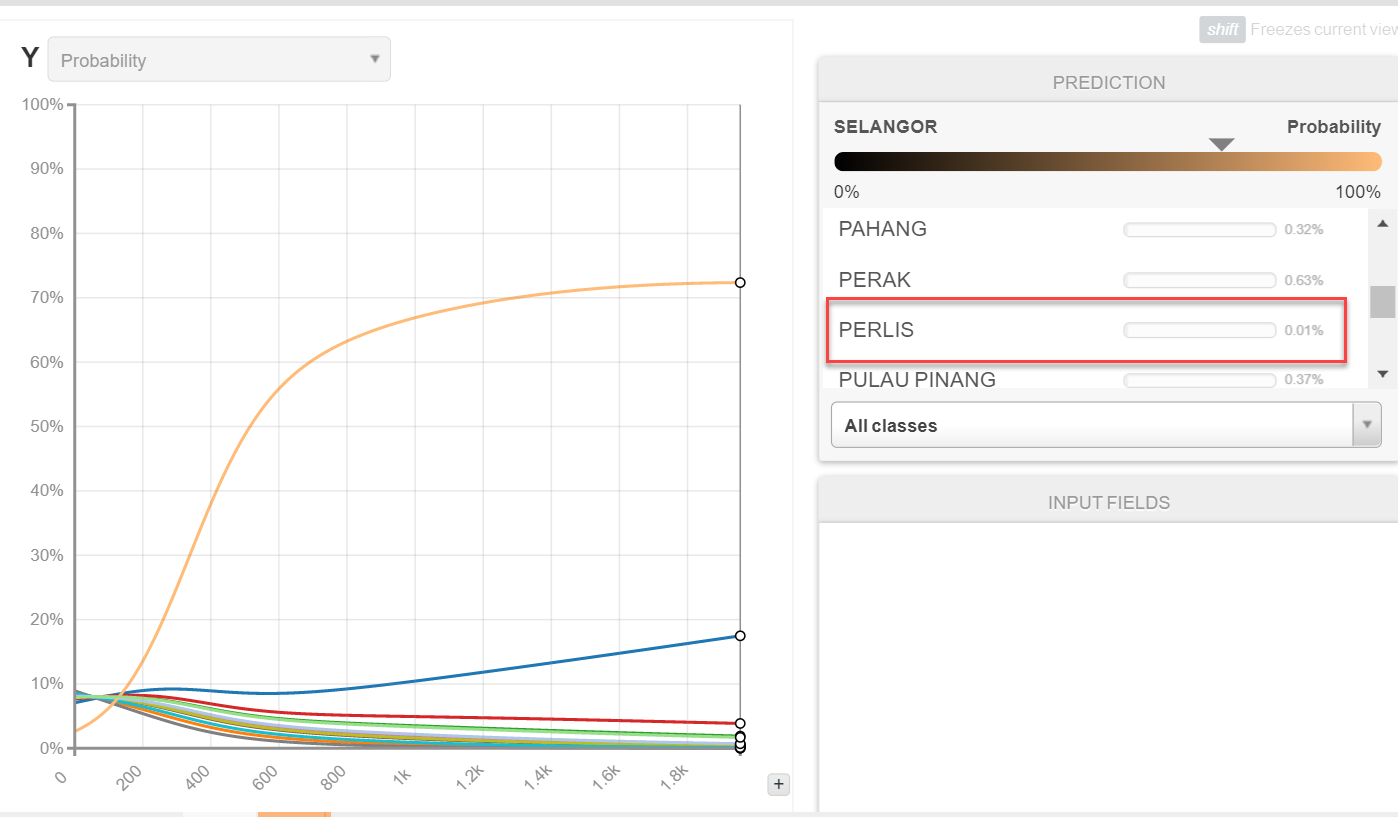 shift Freezes current view
Y Probability
100%
90%
80%
70%
60%
50%
40%
30%
20%
10%
0%
0 200 400 600 800 1k 1.2k 1.4k 1.6k 1.8k
+
PREDICTION
SELANGOR Probability
0% 100%
PAHANG 0.32%
PERAK 0.63%
PERLIS 0.01%
PULAU PINANG 0.37%
All classes
INPUT FIELDS